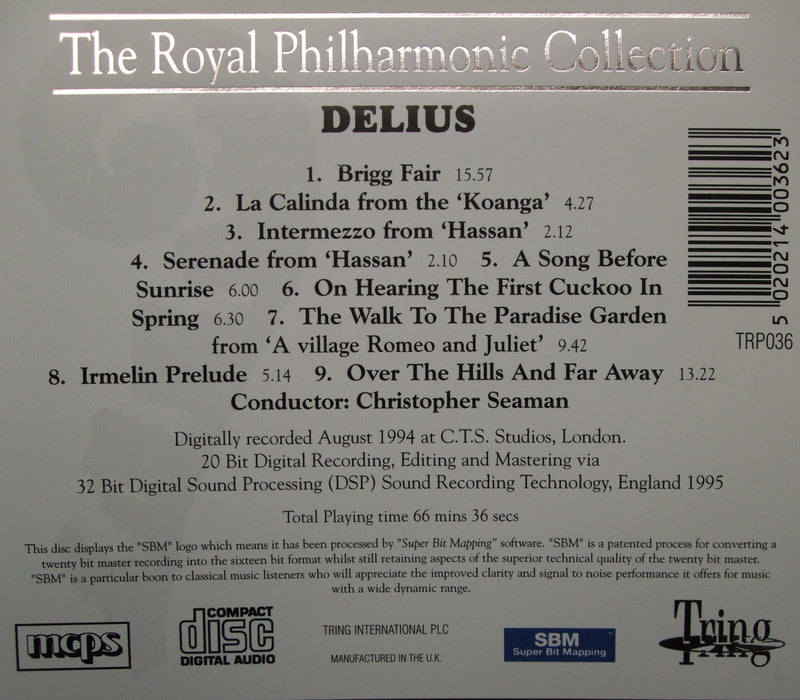 The Royal Philharmonic Collection
DELIUS
1. Brigg Fair 15.57
2. La Calinda from the ‘Koanga’ 4.27
3. Intermezzo from ‘Hassan’ 2.12
4. Serenade from ‘Hassan’ 2.10 5. A Song Before
Sunrise 6.00 6. On Hearing The First Cuckoo In
Spring 6.30 7. The Walk To The Paradise Garden
from ‘A village Romeo and Juliet’ 9.42
8. Irmelin Prelude 5.14 9. Over The Hills And Far Away 13.22
Conductor: Christopher Seaman
5 020214 003623
TRP036
Digitally recorded August 1994 at C.T.S. Studios, London.
20 Bit Digital Recording, Editing and Mastering via
32 Bit Digital Sound Processing (DSP) Sound Recording Technology, England 1995
Total Playing time 66 mins 36 secs
This disc displays the "SBM" logo which means it has been processed by "Super Bit Mapping" software. "SBM" is a patented process for converting a
twenty bit master recording into the sixteen bit format whilst still retaining aspects of the superior technical quality of the twenty bit master.
"SBM" is a particular boon to classical music listeners who will appreciate the improved clarity and signal to noise performance it offers for music
with a wide dynamic range.
mcps
COMPACT
disc
DIGITAL AUDIO
TRING INTERNATIONAL PLC
MANUFACTURED IN THE U.K.
SBM
Super Bit Mapping
Tring